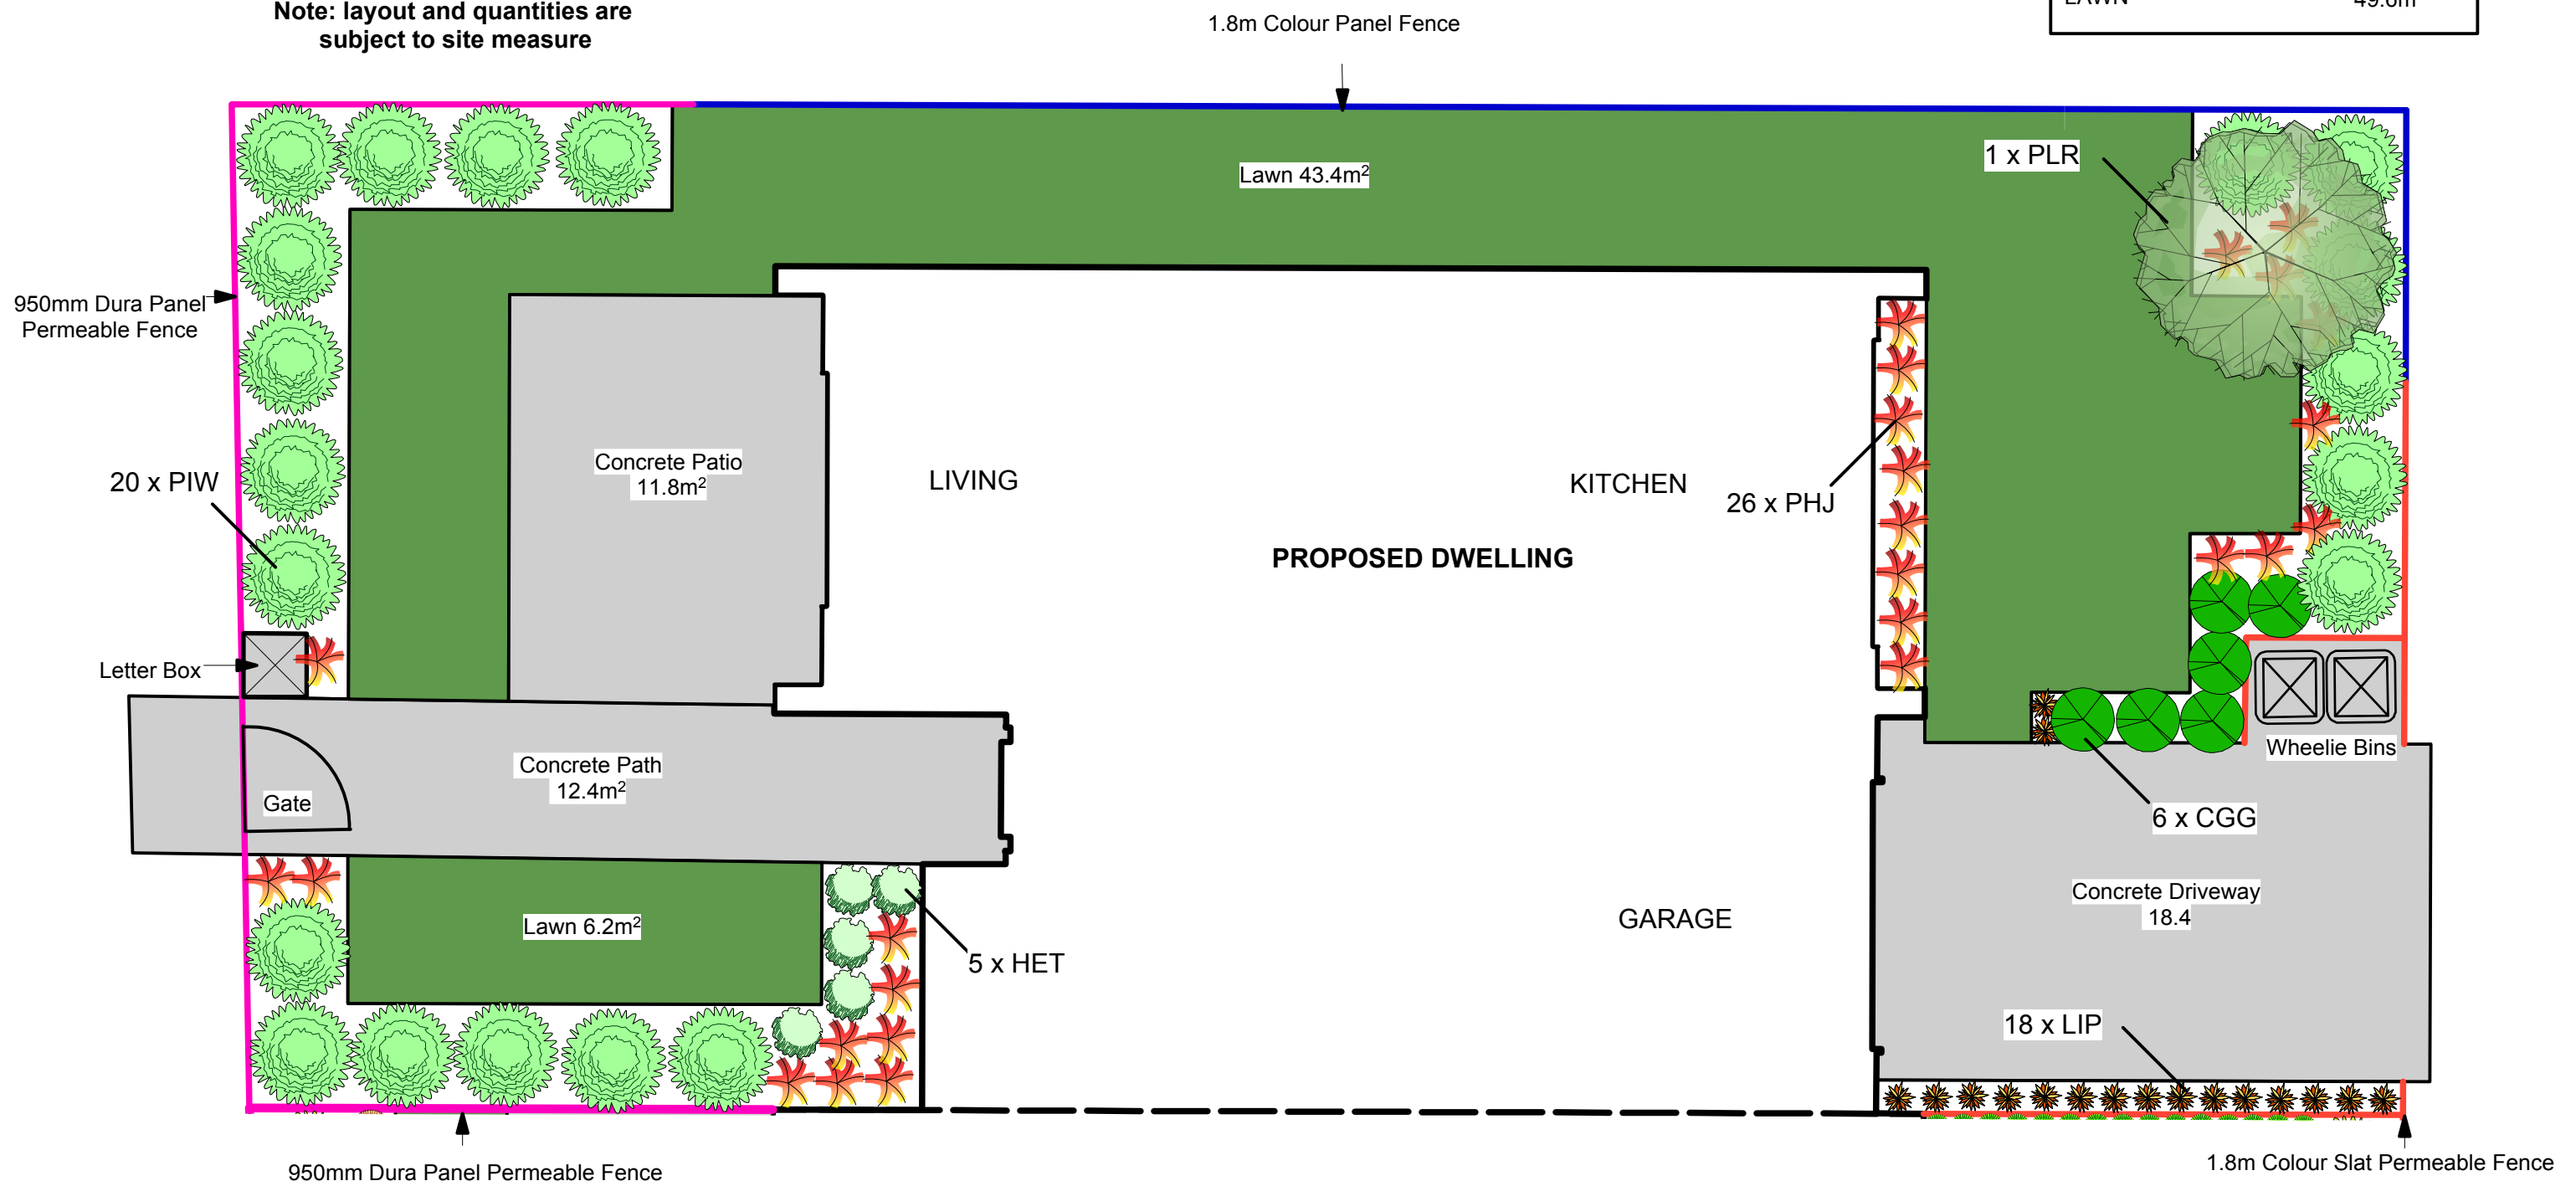 Note: layout and quantities are
subject to site measure
1.8m Colour Panel Fence
LAWN 49.6m
1 x PLR
Lawn 43.4m²
950mm Dura Panel
Permeable Fence
Concrete Patio
11.8m²
LIVING
KITCHEN
20 x PIW
26 x PHJ
PROPOSED DWELLING
Letter Box
Wheelie Bins
Concrete Path
12.4m²
Gate
6 x CGG
Concrete Driveway
18.4
Lawn 6.2m²
GARAGE
5 x HET
18 x LIP
950mm Dura Panel Permeable Fence
1.8m Colour Slat Permeable Fence